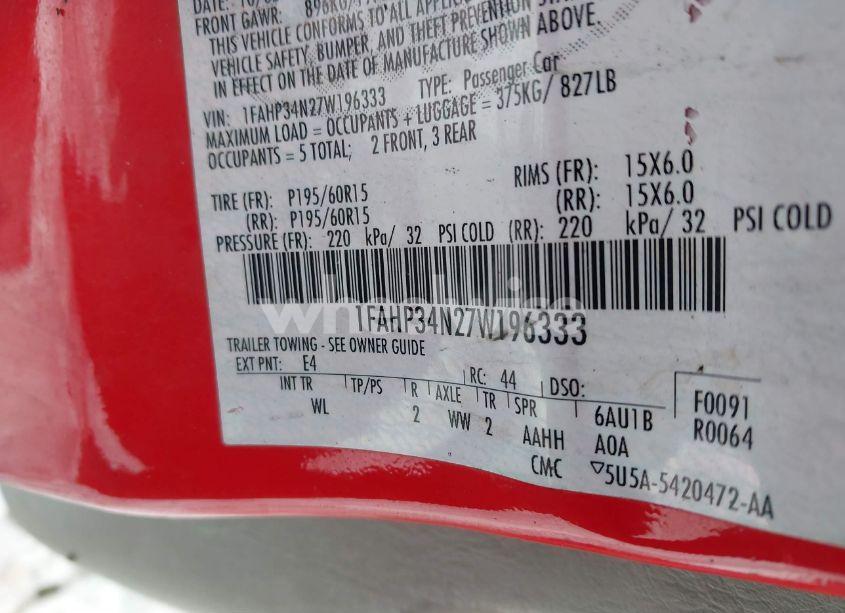 FRONT GAWR: 896KG/
THIS VEHICLE CONFORMS TO ALL APPLICA
VEHICLE SAFETY, BUMPER, AND THEFT PREVENTION STA
IN EFFECT ON THE DATE OF MANUFACTURE SHOWN ABOVE.
VIN: 1FAHP34N27W196333 TYPE: Passenger Car
MAXIMUM LOAD = OCCUPANTS + LUGGAGE = 375KG/ 827LB
OCCUPANTS = 5 TOTAL; 2 FRONT, 3 REAR
TIRE (FR): P195/60R15 RIMS (FR): 15X6.0
(RR): P195/60R15 (RR): 15X6.0
PRESSURE (FR): 220 kPa/ 32 PSI COLD (RR): 220 kPa/ 32 PSI COLD
1FAHP34N27W196333
TRAILER TOWING - SEE OWNER GUIDE
EXT PNT: E4 RC: 44 DSO:
INT TR TP/PS R AXLE TR SPR 6AU1B F0091
WL 2 WW 2 AAHH A0A R0064
CMC ▽5U5A-5420472-AA